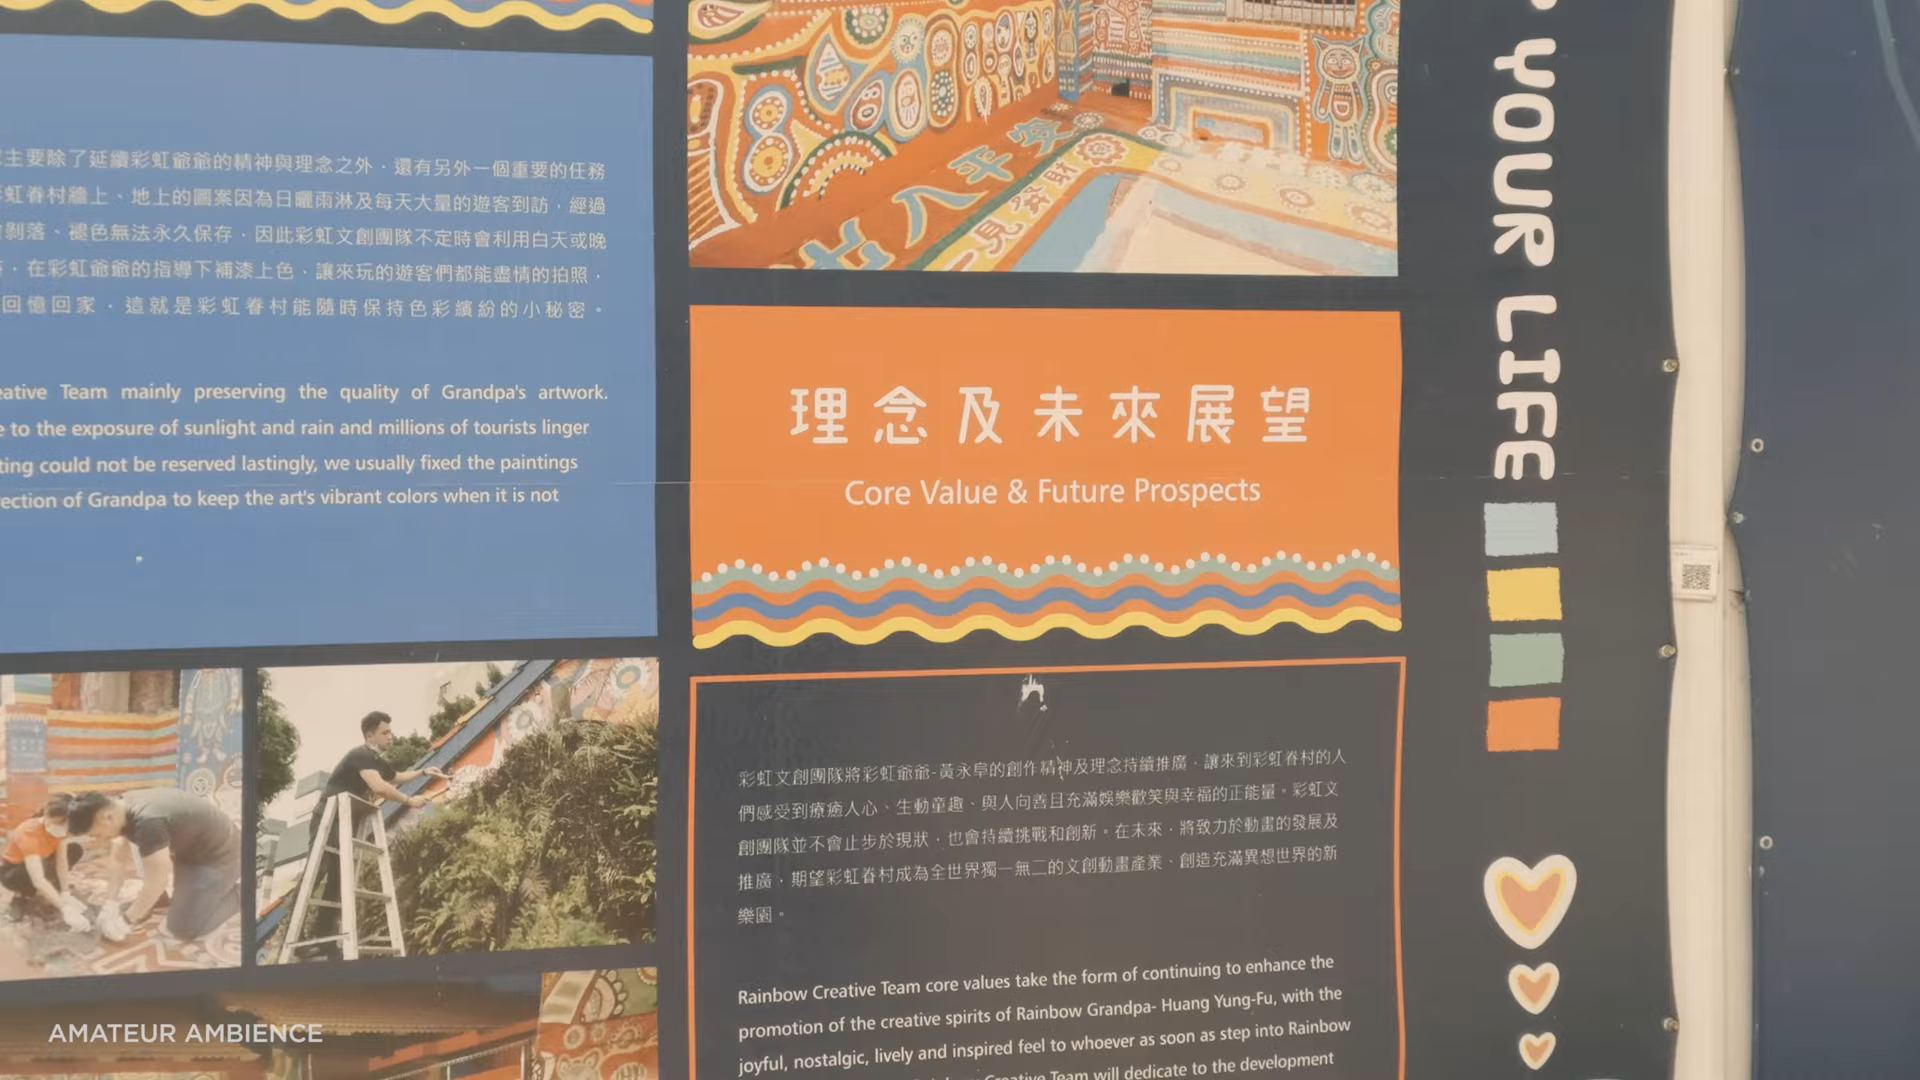 主要除了延續彩虹爺爺的精神與理念之外，還有另外一個重要的任務
虹眷村牆上、地上的圖案因為日曬雨淋及每天大量的遊客到訪，經過
剝落、褪色無法永久保存，因此彩虹文創團隊不定時會利用白天或晚
，在彩虹爺爺的指導下補漆上色，讓來玩的遊客們都能盡情的拍照，
回憶回家，這就是彩虹眷村能隨時保持色彩繽紛的小秘密。
eative Team mainly preserving the quality of Grandpa's artwork.
e to the exposure of sunlight and rain and millions of tourists linger
ting could not be reserved lastingly, we usually fixed the paintings
ection of Grandpa to keep the art's vibrant colors when it is not
出入平安
一見發財
理念及未來展望
Core Value & Future Prospects
彩虹文創團隊將彩虹爺爺-黃永阜的創作精神及理念持續推廣，讓來到彩虹眷村的人
們感受到療癒人心、生動童趣、與人向善且充滿娛樂歡笑與幸福的正能量。彩虹文
創團隊並不會止步於現狀，也會持續挑戰和創新。在未來，將致力於動畫的發展及
推廣，期望彩虹眷村成為全世界獨一無二的文創動畫產業、創造充滿異想世界的新
樂園。
Rainbow Creative Team core values take the form of continuing to enhance the
promotion of the creative spirits of Rainbow Grandpa- Huang Yung-Fu, with the
joyful, nostalgic, lively and inspired feel to whoever as soon as step into Rainbow
Creative Team will dedicate to the development
YOUR LIFE
AMATEUR AMBIENCE